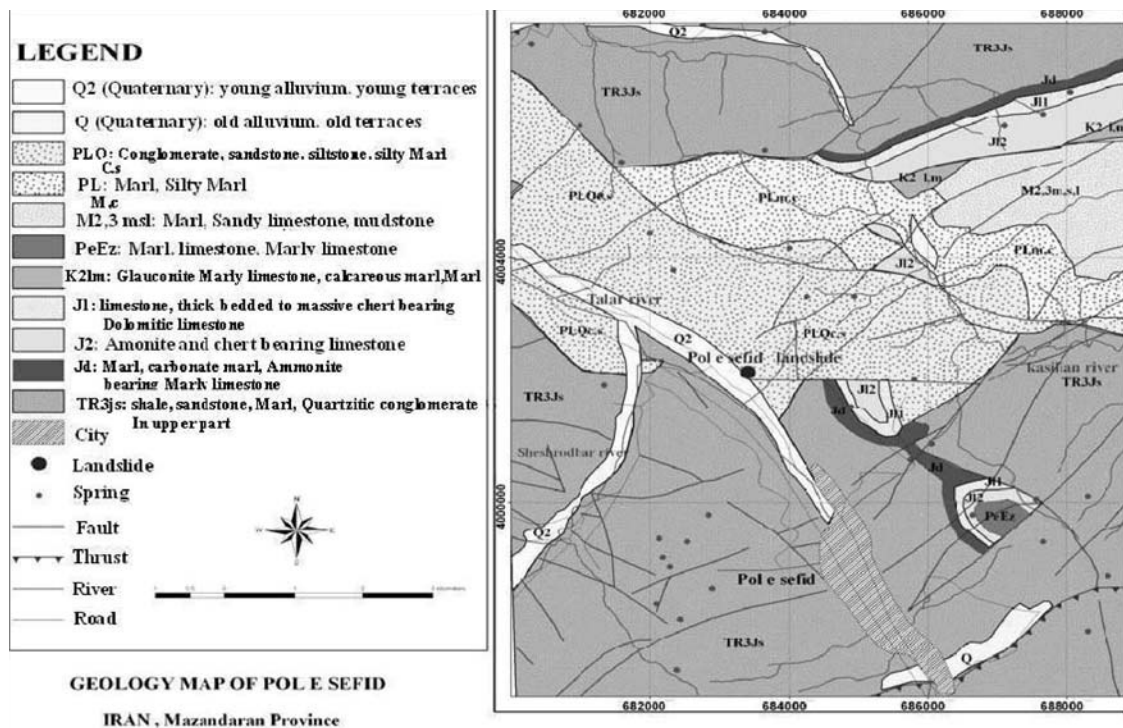 LEGEND
Q2 (Quaternary): young alluvium. young terraces
Q (Quaternary): old alluvium. old terraces
PLQ: Conglomerate, sandstone. siltstone. silty Marl
C.s
PL: Marl, Silty Marl
M.c
M2,3 msl: Marl, Sandy limestone, mudstone
PeEz: Marl. limestone. Marly limestone
K2lm: Glauconite Marly limestone, calcareous marl,Marl
Jl: limestone, thick bedded to massive chert bearing
Dolomitic limestone
J2: Amonite and chert bearing limestone
Jd: Marl, carbonate marl, Ammonite
bearing Marly limestone
TR3js: shale, sandstone, Marl, Quartzitic conglomerate
In upper part
City
Landslide
Spring
Fault
Thrust
River
Road
N
W
E
GEOLOGY MAP OF POL E SEFID
IRAN , Mazandaran Province
682000
684000
686000
688000
Q2
TR3Js
TR3Js
Jd
Jl1
Jl2
K2 l.m
K2 l.m
M2,3m,s,l
PLQc.s
PLm,c
PLm,c
Jl2
4004000
Talar river
PLQc.s
Q2
PLQc.s
Pol e sefid landslide
kasilian river
TR3Js
TR3Js
Jl2
Jd
Jl1
Sheshrodbar river
Jd
Jl1
Jl2
PeEz
4000000
Q2
Pol e sefid
TR3Js
Q
682000
684000
686000
688000